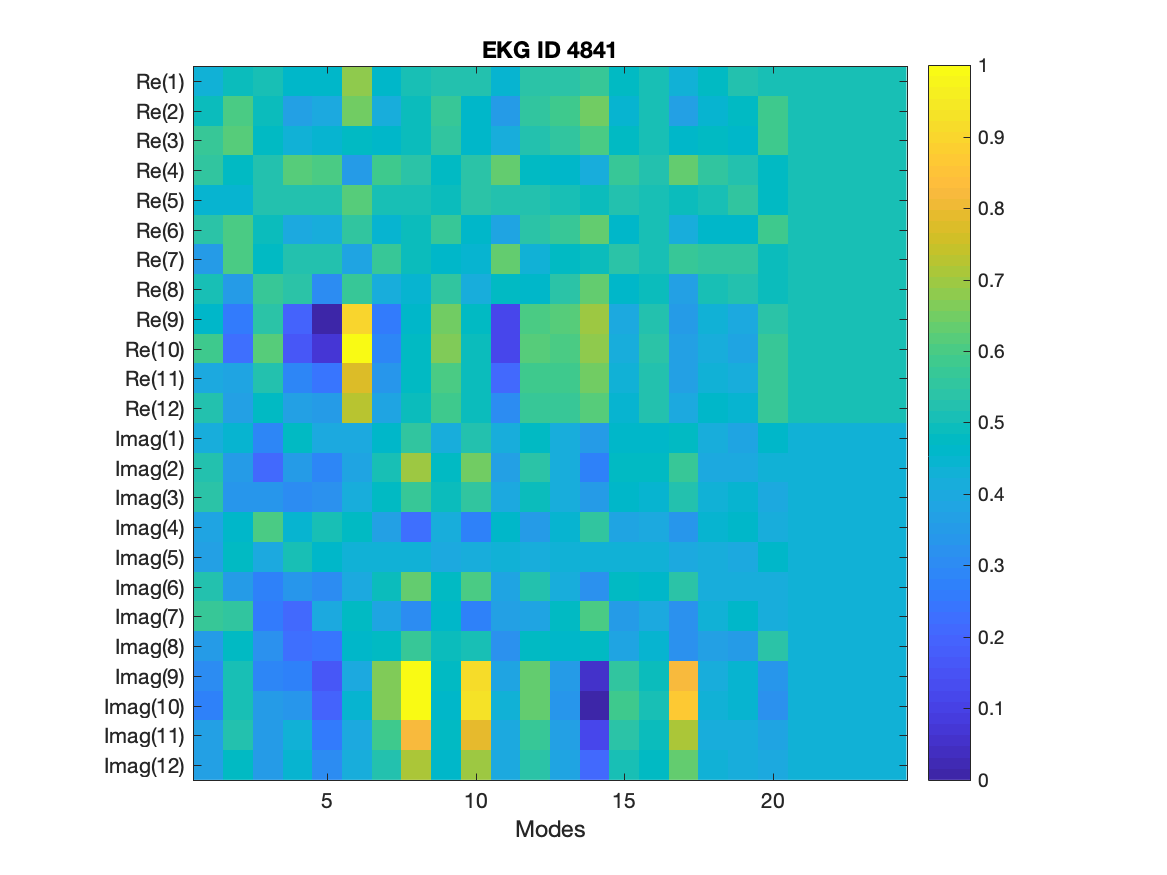 EKG ID 4841
Re(1)
Re(2)
Re(3)
Re(4)
Re(5)
Re(6)
Re(7)
Re(8)
Re(9)
Re(10)
Re(11)
Re(12)
Imag(1)
Imag(2)
Imag(3)
Imag(4)
Imag(5)
Imag(6)
Imag(7)
Imag(8)
Imag(9)
Imag(10)
Imag(11)
Imag(12)
5 10 15 20
Modes
1
0.9
0.8
0.7
0.6
0.5
0.4
0.3
0.2
0.1
0